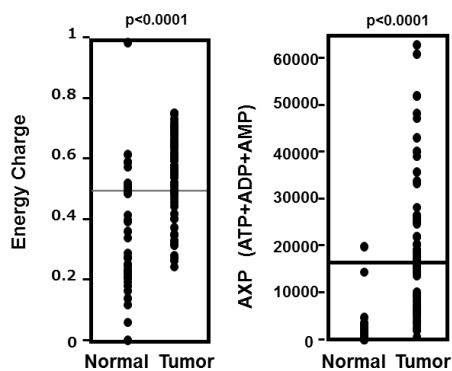 p<0.0001
Energy Charge
1
0.8
0.6
0.4
0.2
0
Normal Tumor
p<0.0001
AXP (ATP+ADP+AMP)
60000
50000
40000
30000
20000
10000
0
Normal Tumor